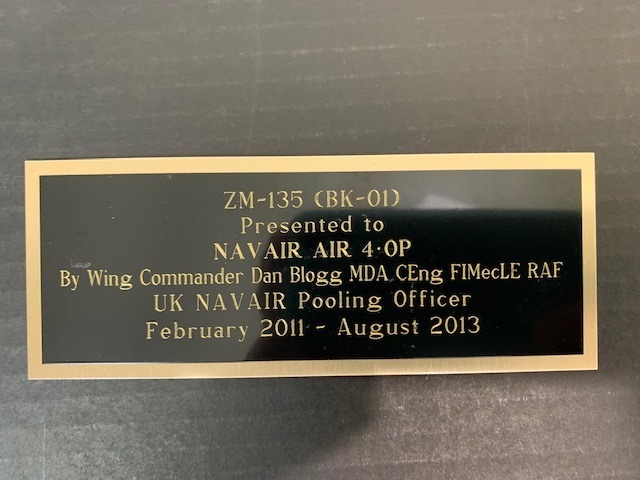 ZM-135 (BK-01)
Presented to
NAVAIR AIR 4·0P
By Wing Commander Dan Blogg MDA CEng FIMecLE RAF
UK NAVAIR Pooling Officer
February 2011 - August 2013